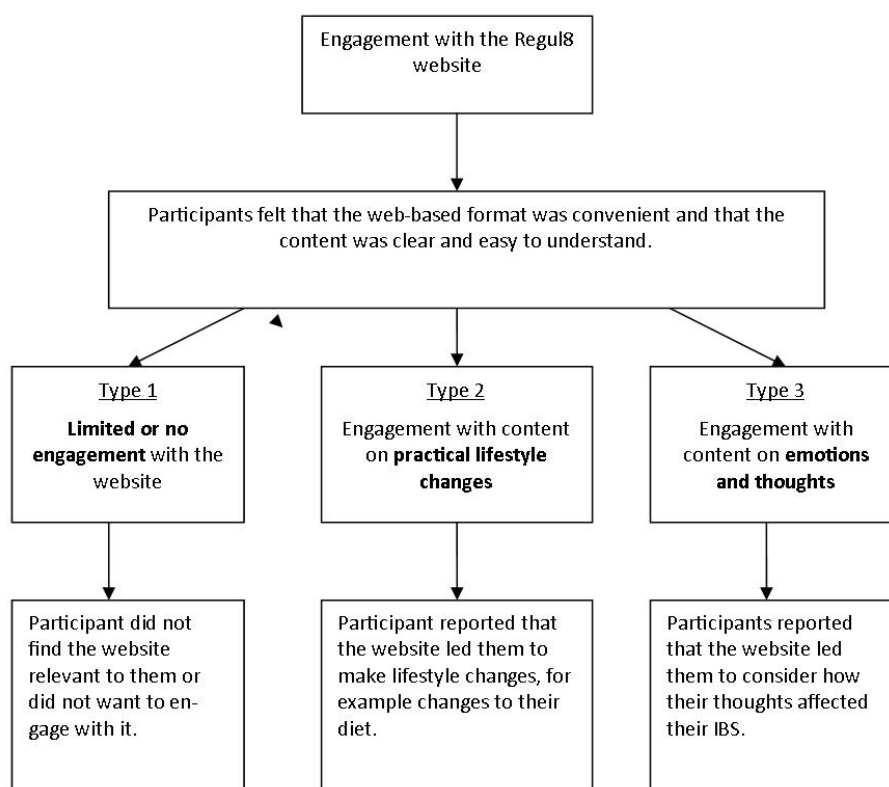 Engagement with the Regul8
website
Participants felt that the web-based format was convenient and that the
content was clear and easy to understand.
Type 1
Limited or no
engagement with the
website
Type 2
Engagement with content
on practical lifestyle
changes
Type 3
Engagement with
content on emotions
and thoughts
Participant did not
find the website
relevant to them or
did not want to en-
gage with it.
Participant reported that
the website led them to
make lifestyle changes, for
example changes to their
diet.
Participants reported
that the website led
them to consider how
their thoughts affected
their IBS.